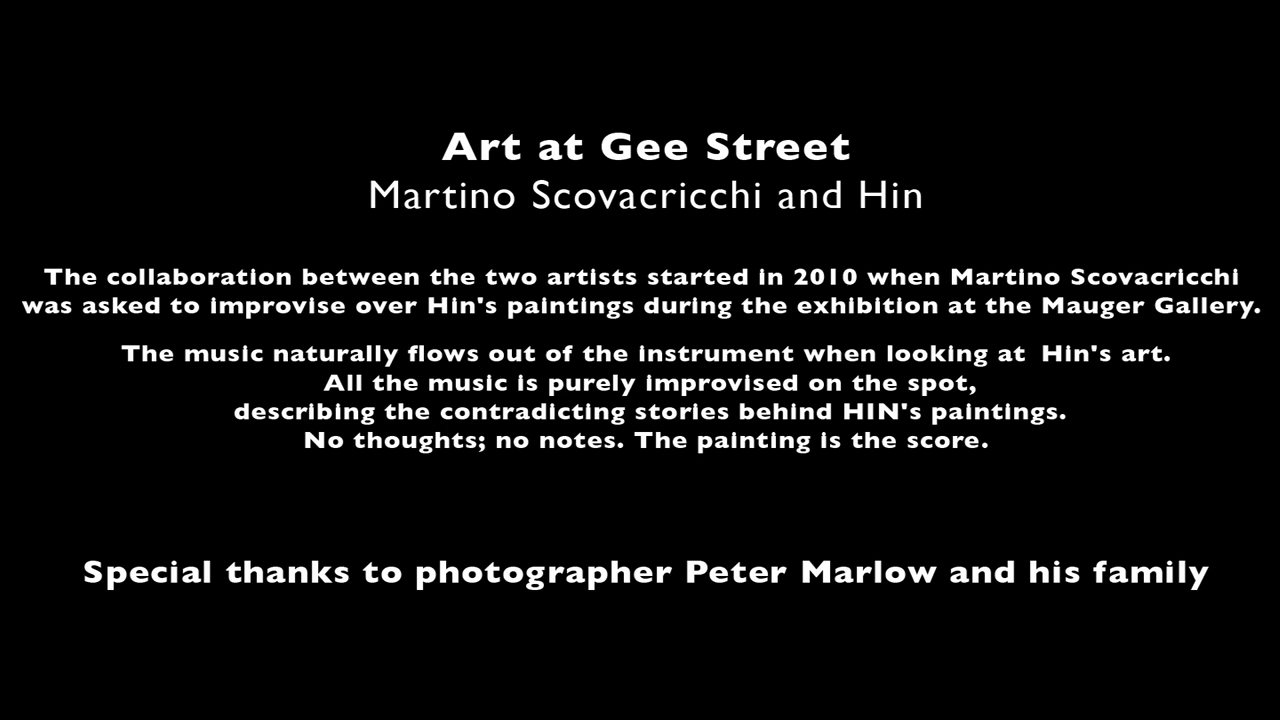 Art at Gee Street
Martino Scovacricchi and Hin
The collaboration between the two artists started in 2010 when Martino Scovacricchi
was asked to improvise over Hin's paintings during the exhibition at the Mauger Gallery.
The music naturally flows out of the instrument when looking at Hin's art.
All the music is purely improvised on the spot,
describing the contradicting stories behind HIN's paintings.
No thoughts; no notes. The painting is the score.
Special thanks to photographer Peter Marlow and his family